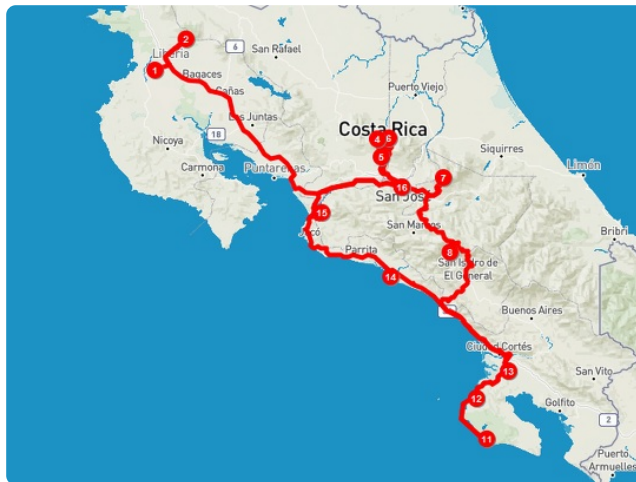 2
6
San Rafael
Liberia
1
Bagaces
Cañas
Puerto Viejo
Las Juntas
Costa Rica
4
6
18
5
Siquirres
Nicoya
Limón
Carmona
Puntarenas
7
16
San José
15
San Marcos
Jacó
Bribri
Parrita
8
San Isidro de
El General
14
Buenos Aires
Ciudad Cortés
13
San Vito
12
Golfito
2
11
Puerto
Armuelles